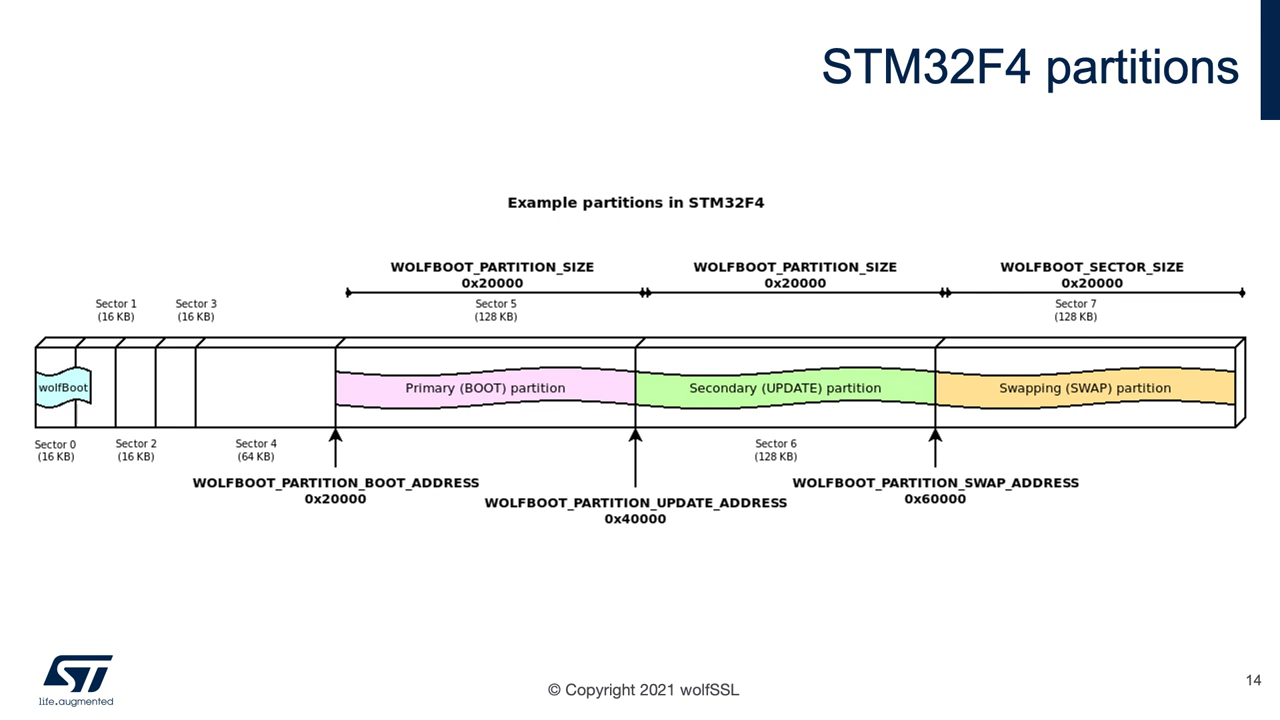 STM32F4 partitions
Example partitions in STM32F4
WOLFBOOT_PARTITION_SIZE
0x20000
WOLFBOOT_PARTITION_SIZE
0x20000
WOLFBOOT_SECTOR_SIZE
0x20000
Sector 1
(16 KB)
Sector 3
(16 KB)
Sector 5
(128 KB)
Sector 7
(128 KB)
wolfBoot
Primary (BOOT) partition
Secondary (UPDATE) partition
Swapping (SWAP) partition
Sector 0
(16 KB)
Sector 2
(16 KB)
Sector 4
(64 KB)
Sector 6
(128 KB)
WOLFBOOT_PARTITION_BOOT_ADDRESS
0x20000
WOLFBOOT_PARTITION_UPDATE_ADDRESS
0x40000
WOLFBOOT_PARTITION_SWAP_ADDRESS
0x60000
ST
life.augmented
© Copyright 2021 wolfSSL
14